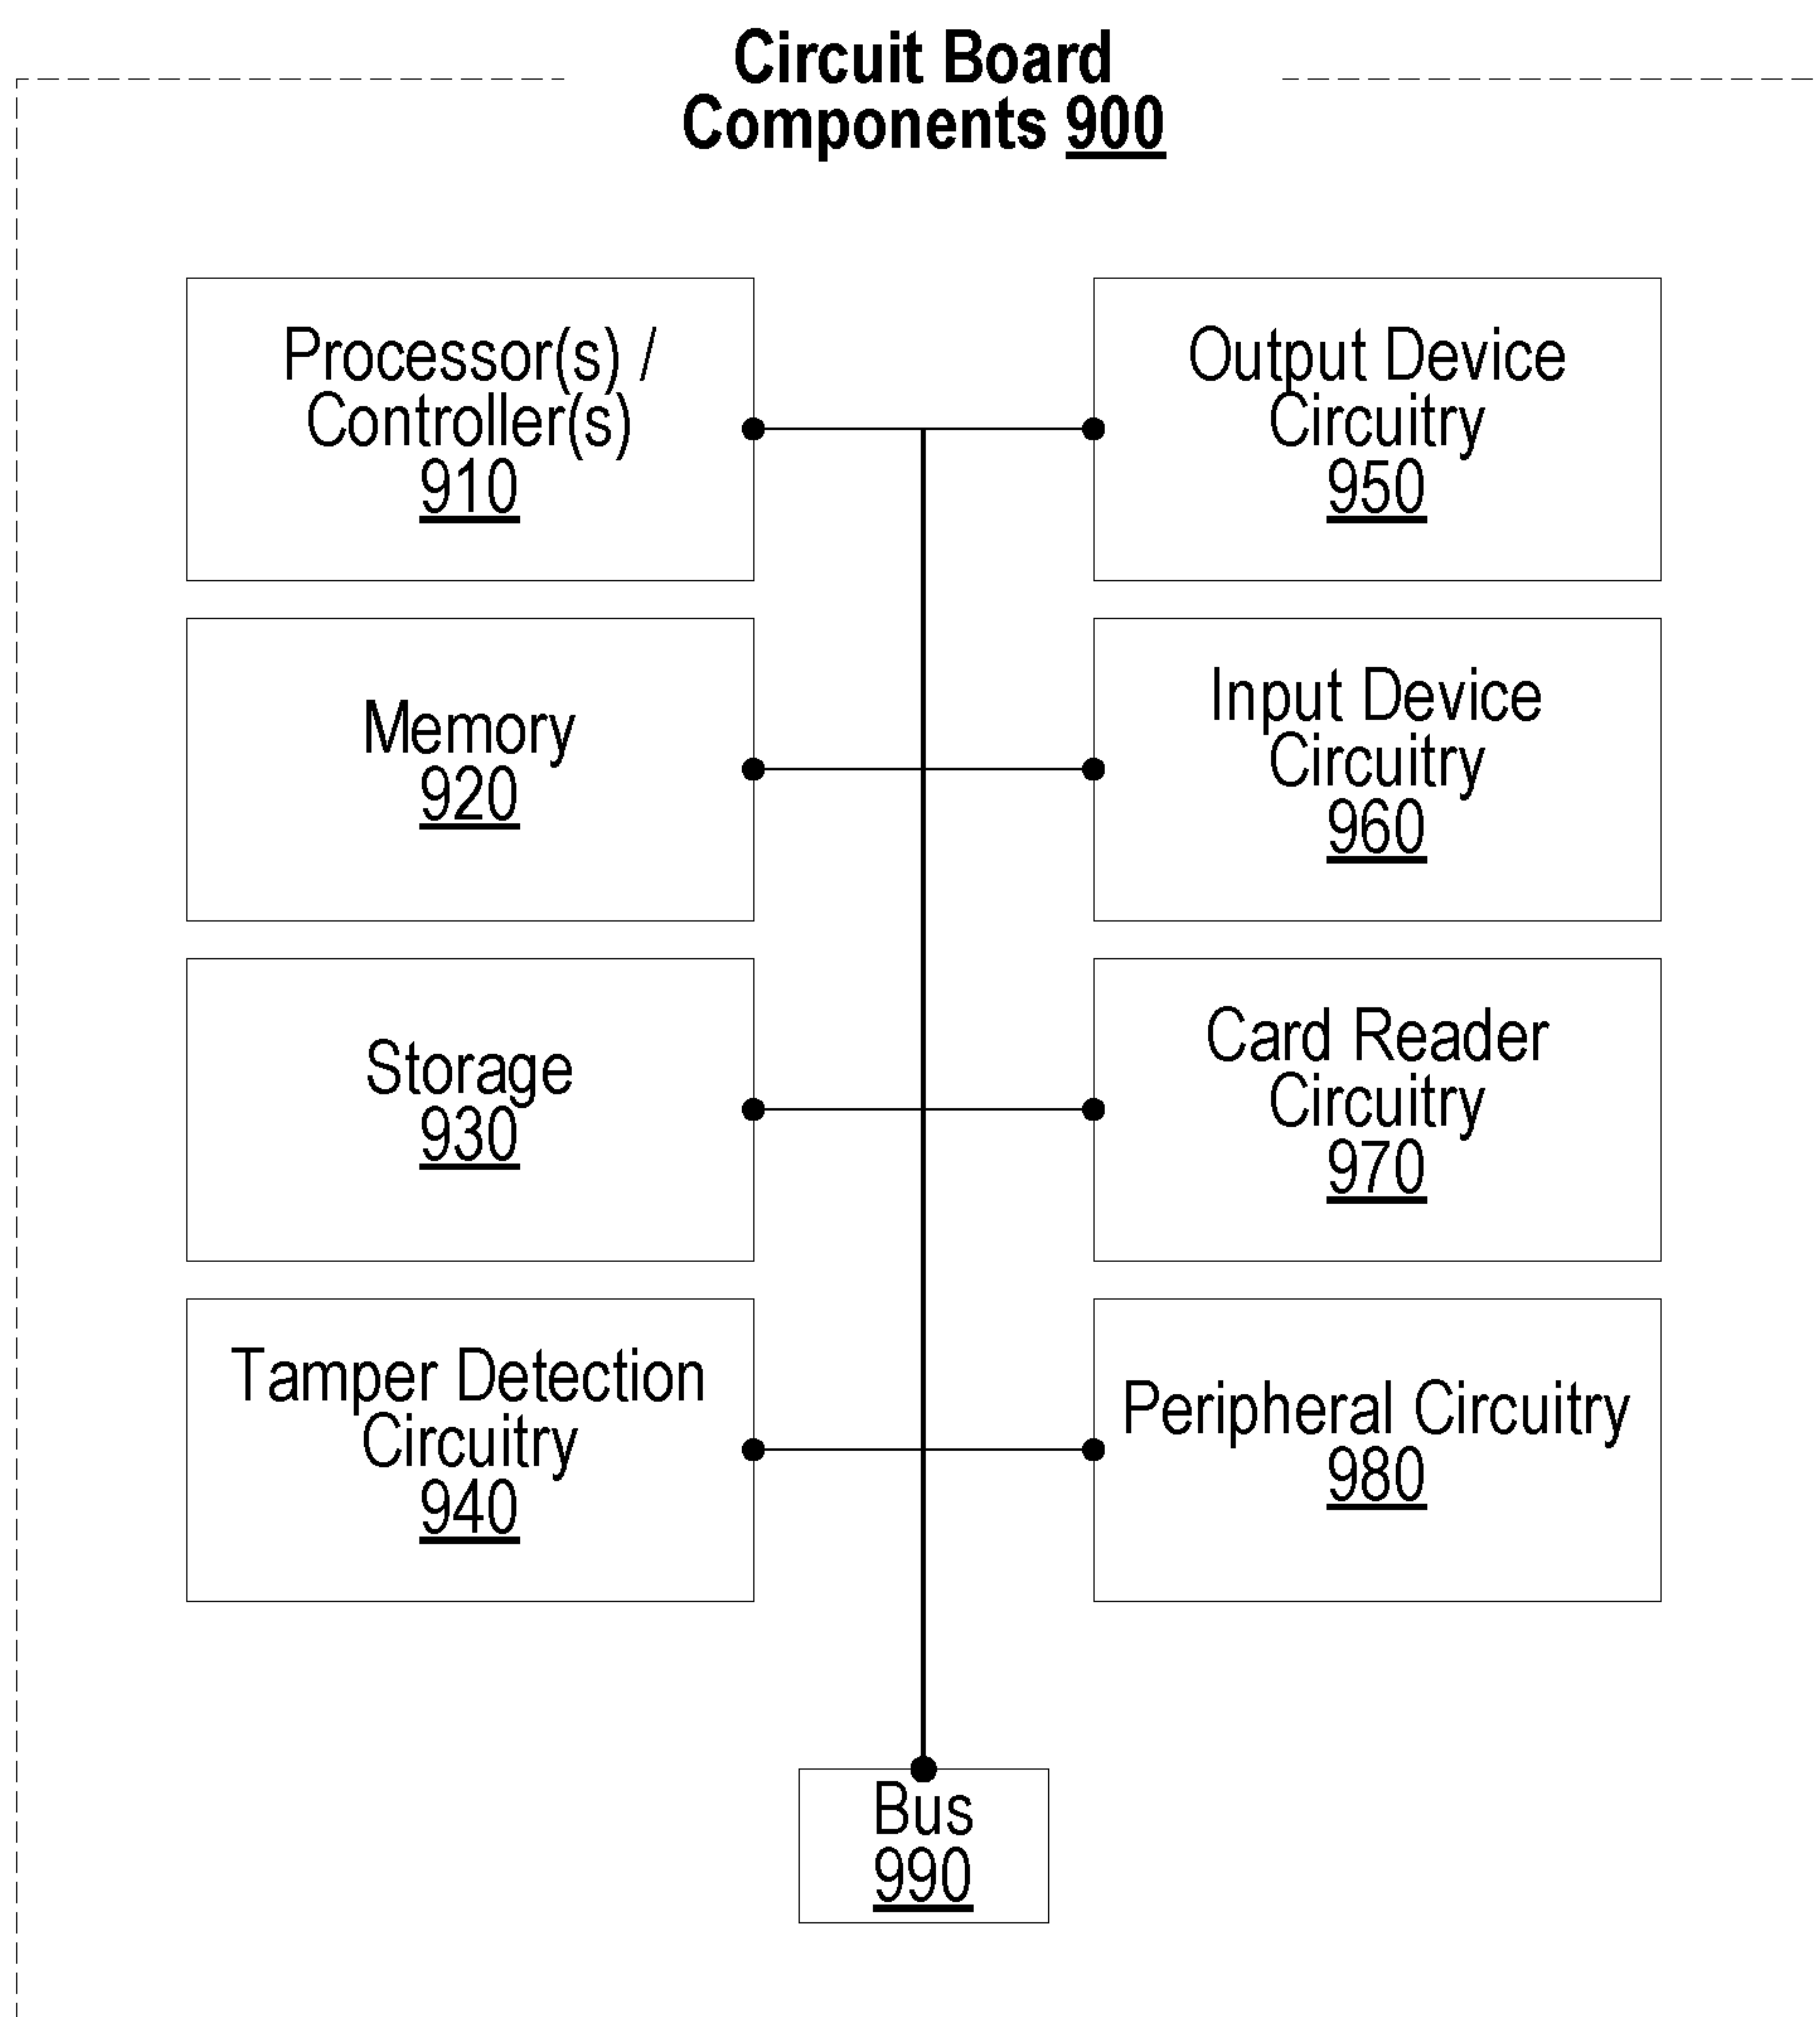 Circuit Board
Components 900
Processor(s) /
Controller(s)
910
Output Device
Circuitry
950
Memory
920
Input Device
Circuitry
960
Storage
930
Card Reader
Circuitry
970
Tamper Detection
Circuitry
940
Peripheral Circuitry
980
Bus
990